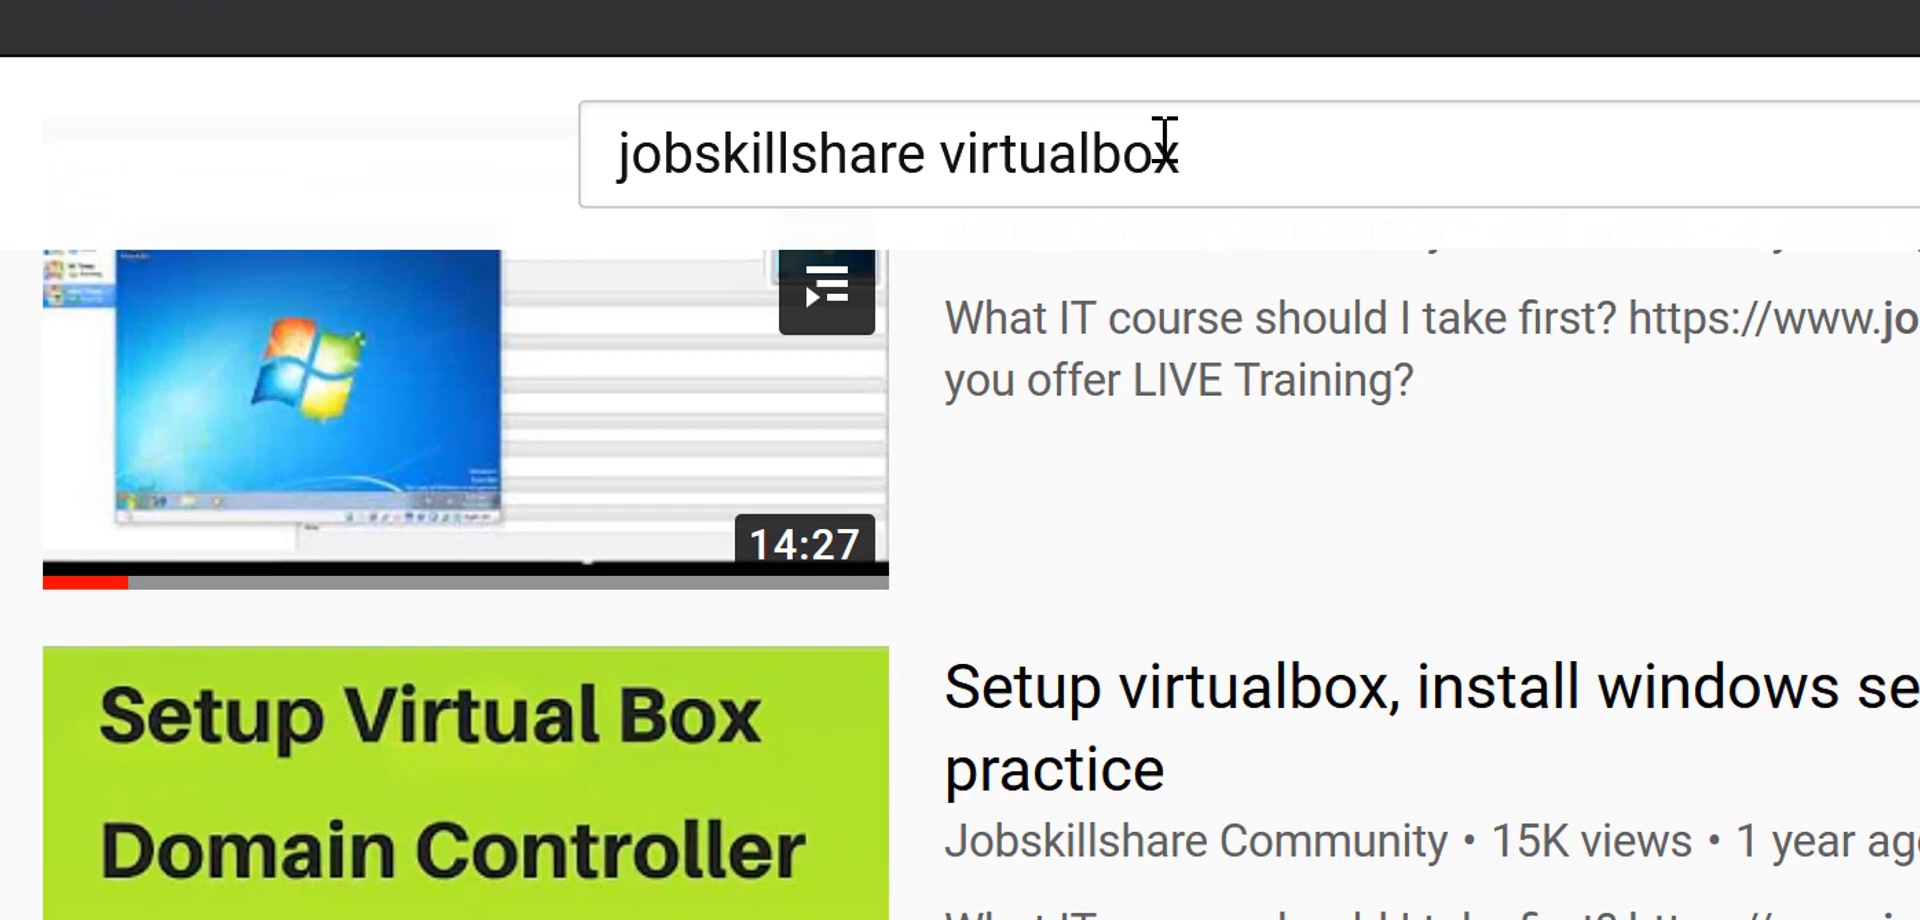 jobskillshare virtualbox
What IT course should I take first? https://www.jo
you offer LIVE Training?
14:27
Setup Virtual Box
Domain Controller
Setup virtualbox, install windows se
practice
Jobskillshare Community • 15K views • 1 year ag